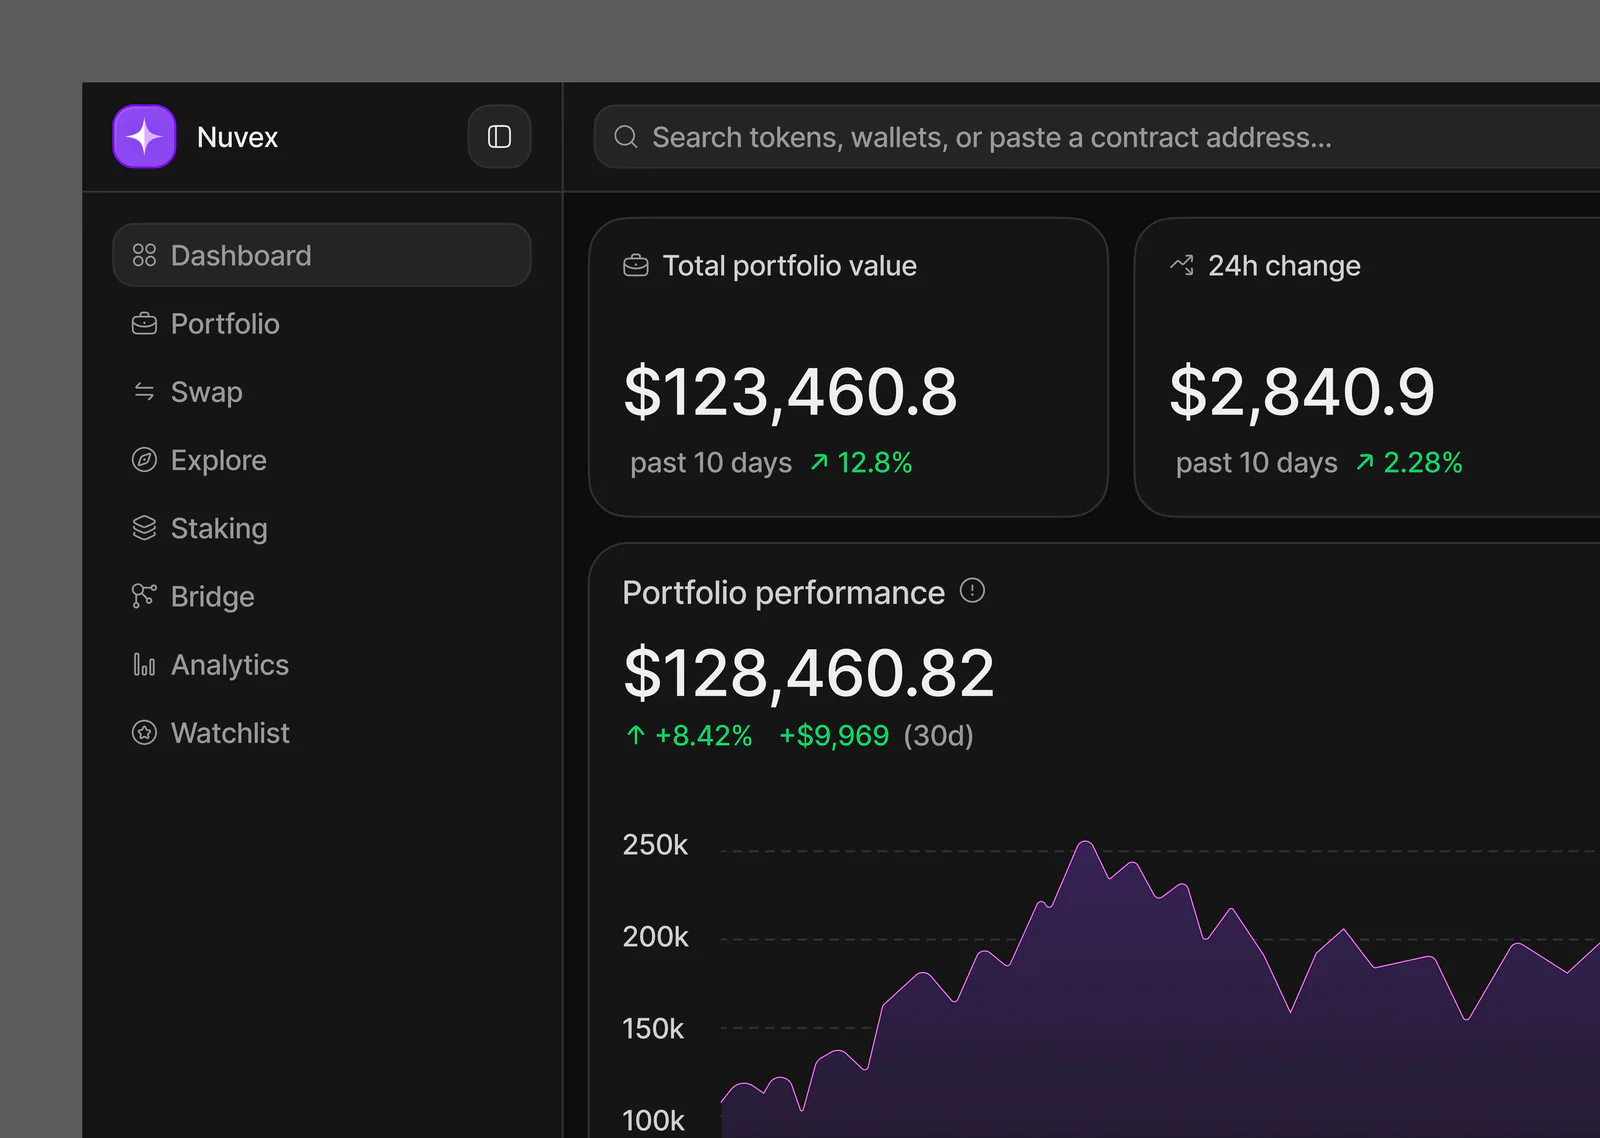 Nuvex
Search tokens, wallets, or paste a contract address...
Dashboard
Portfolio
Swap
Explore
Staking
Bridge
Analytics
Watchlist
Total portfolio value
$123,460.8
past 10 days 12.8%
24h change
$2,840.9
past 10 days 2.28%
Portfolio performance
$128,460.82
+8.42% +$9,969 (30d)
250k
200k
150k
100k